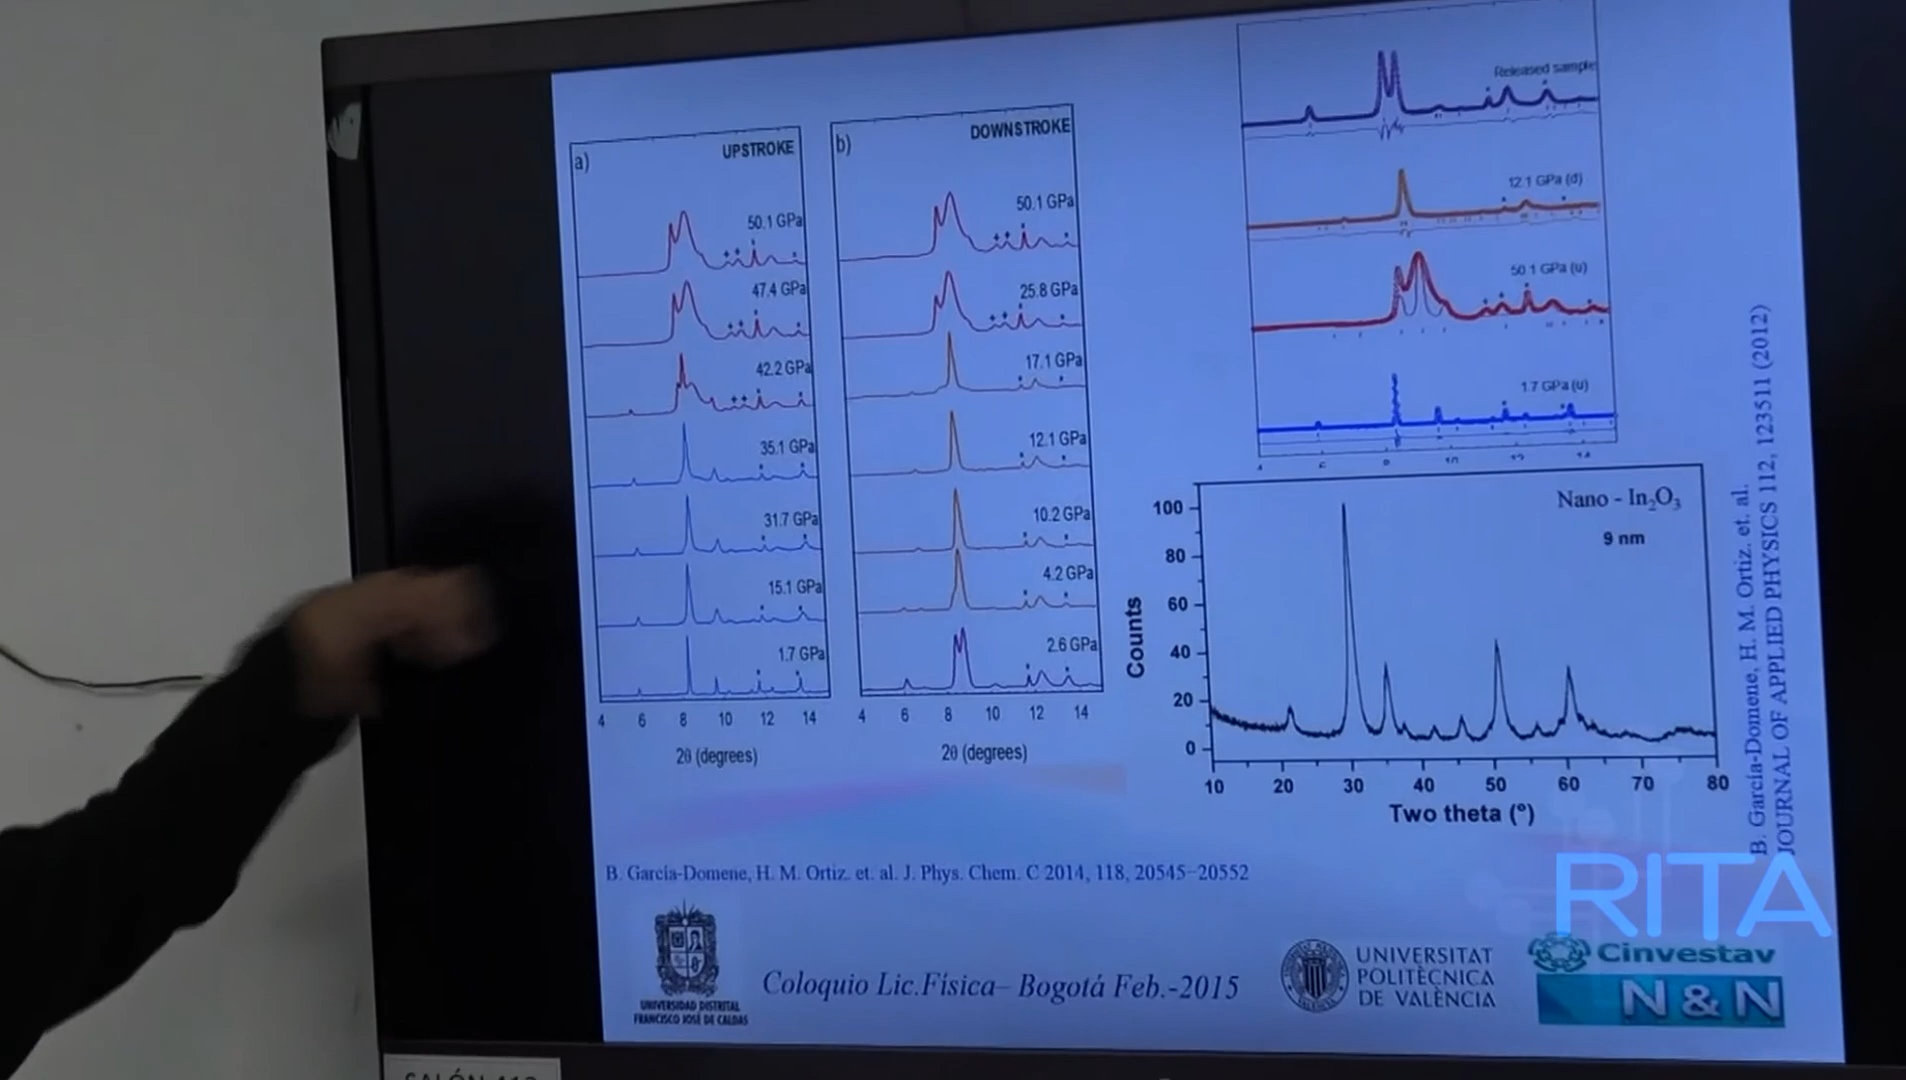 a)
UPSTROKE
50.1 GPa
47.4 GPa
42.2 GPa
35.1 GPa
31.7 GPa
15.1 GPa
1.7 GPa
4 6 8 10 12 14
2θ (degrees)
b)
DOWNSTROKE
50.1 GPa
25.8 GPa
17.1 GPa
12.1 GPa
10.2 GPa
4.2 GPa
2.6 GPa
4 6 8 10 12 14
2θ (degrees)
Released sample
12.1 GPa (d)
50.1 GPa (u)
1.7 GPa (u)
Nano - In₂O₃
9 nm
Counts
100
80
60
40
20
0
10 20 30 40 50 60 70 80
Two theta (°)
B. García-Domene, H. M. Ortiz. et. al.
JOURNAL OF APPLIED PHYSICS 112, 123511 (2012)
B. García-Domene, H. M. Ortiz. et. al. J. Phys. Chem. C 2014, 118, 20545−20552
RITA
UNIVERSIDAD DISTRITAL
FRANCISCO JOSÉ DE CALDAS
Coloquio Lic.Física– Bogotá Feb.-2015
UNIVERSITAT
POLITÈCNICA
DE VALÈNCIA
Cinvestav
N & N